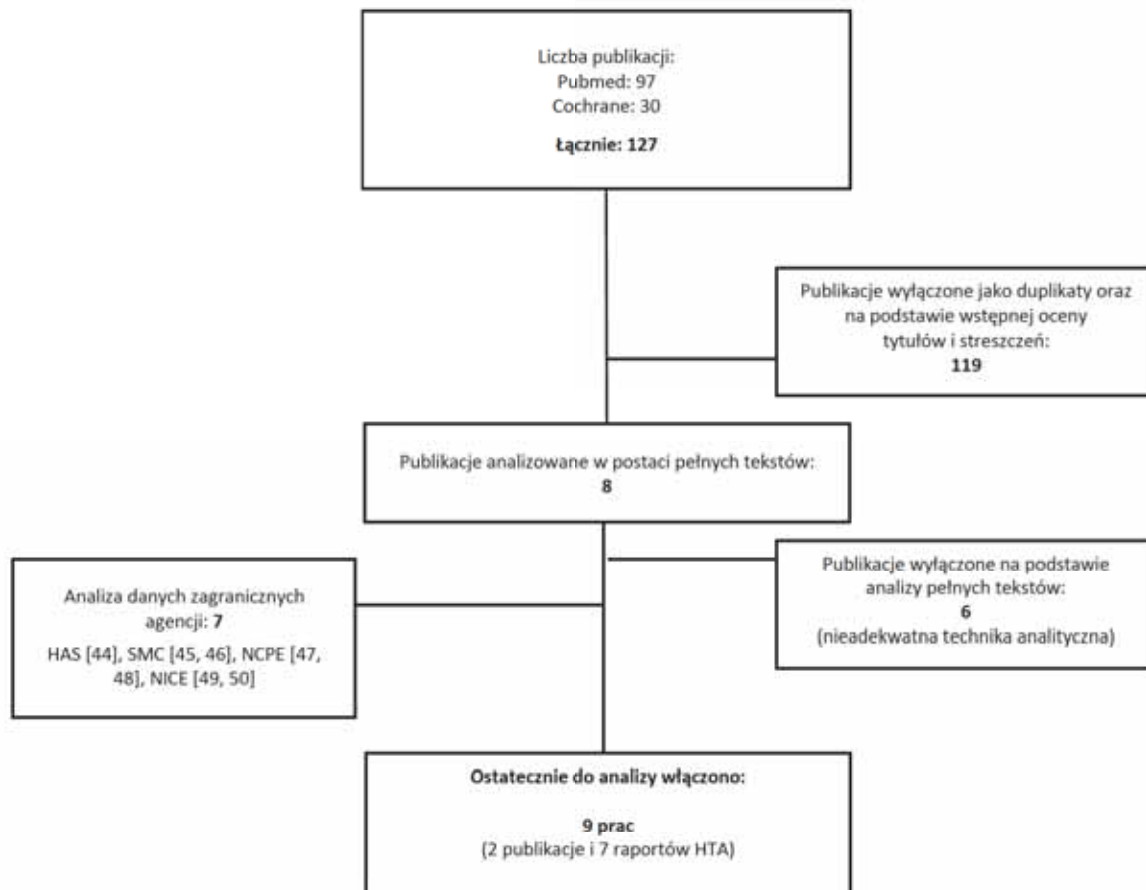 Liczba publikacji:
Pubmed: 97
Cochrane: 30
Łącznie: 127
Publikacje wyłączone jako duplikaty oraz
na podstawie wstępnej oceny
tytułów i streszczeń:
119
Publikacje analizowane w postaci pełnych tekstów:
8
Analiza danych zagranicznych
agencji: 7
HAS [44], SMC [45, 46], NCPE [47,
48], NICE [49, 50]
Publikacje wyłączone na podstawie
analizy pełnych tekstów:
6
(nieadekwatna technika analityczna)
Ostatecznie do analizy włączono:
9 prac
(2 publikacje i 7 raportów HTA)